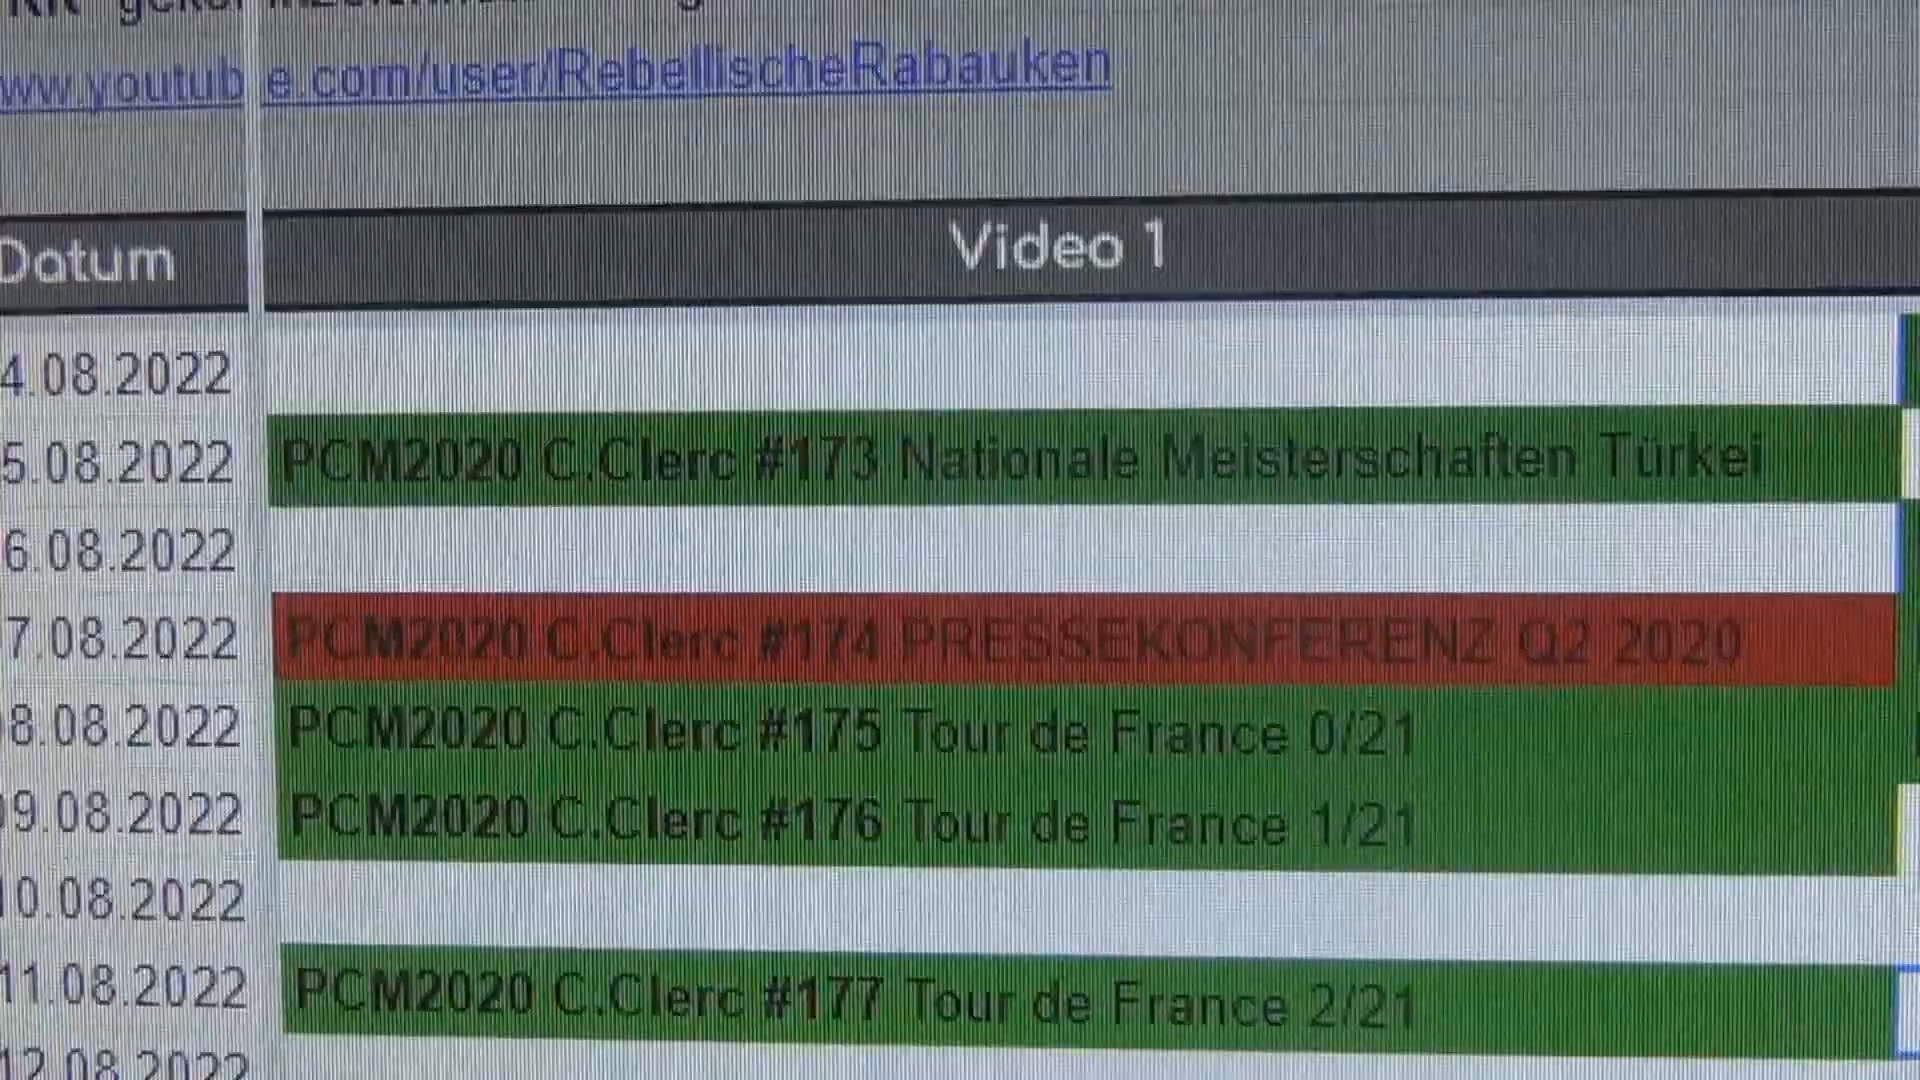 ww.youtube.com/user/RebellischeRabauken
Datum Video 1
4.08.2022
5.08.2022 PCM2020 C.Clerc #173 Nationale Meisterschaften Türkei
6.08.2022
7.08.2022 PCM2020 C.Clerc #174 PRESSEKONFERENZ Q2 2020
08.08.2022 PCM2020 C.Clerc #175 Tour de France 0/21
09.08.2022 PCM2020 C.Clerc #176 Tour de France 1/21
10.08.2022
11.08.2022 PCM2020 C.Clerc #177 Tour de France 2/21
12.08.2022